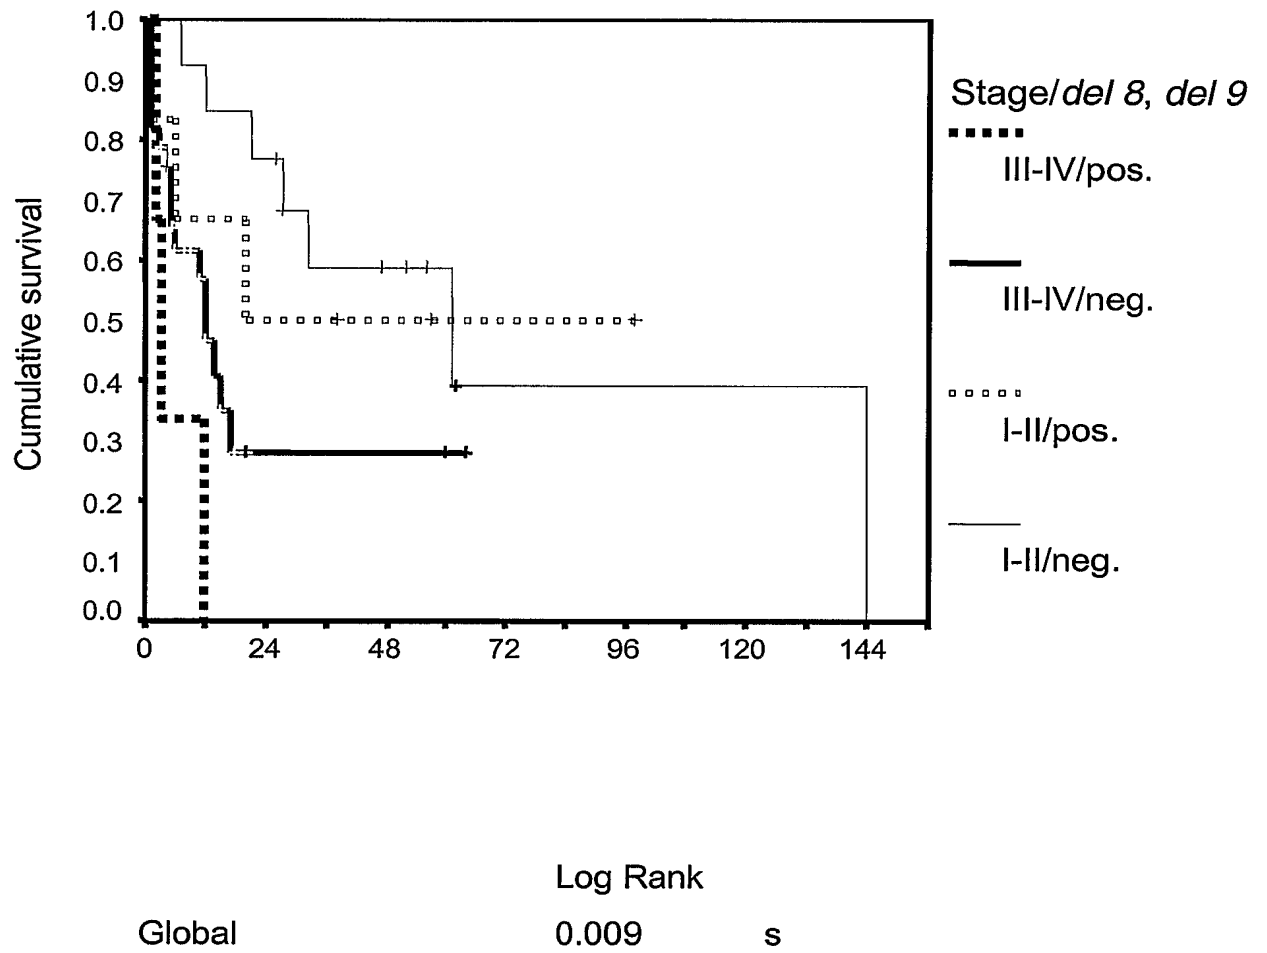 Cumulative survival
1.0
0.9
0.8
0.7
0.6
0.5
0.4
0.3
0.2
0.1
0.0
0 24 48 72 96 120 144
Stage/del 8, del 9
III-IV/pos.
III-IV/neg.
I-II/pos.
I-II/neg.
Log Rank
Global 0.009 s